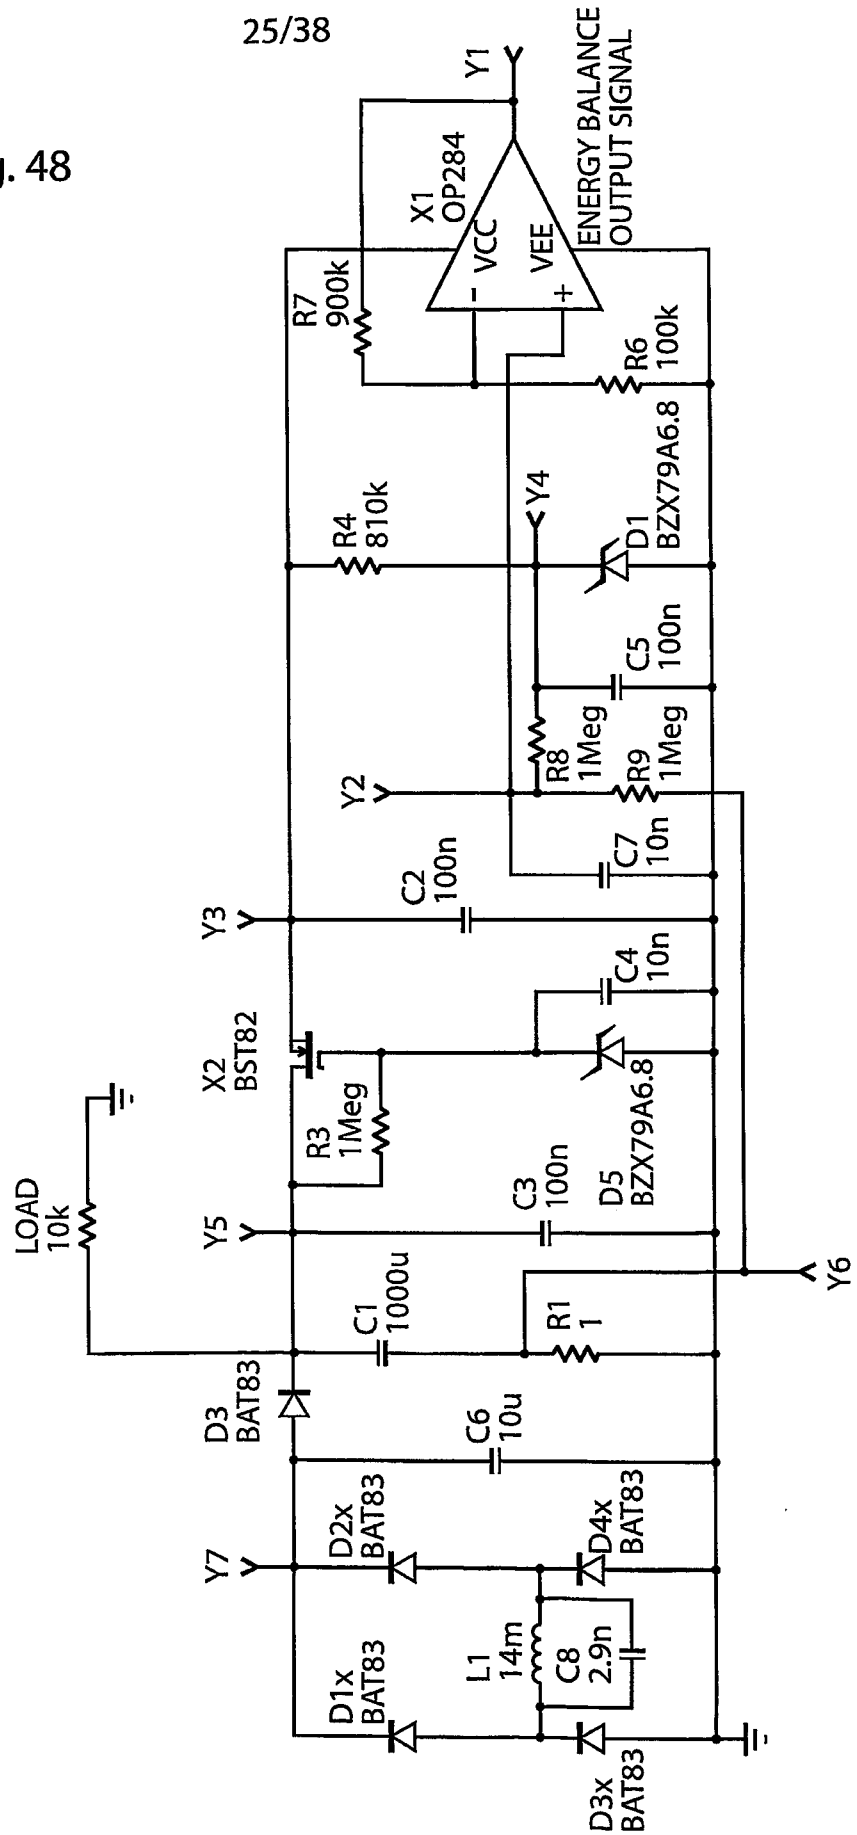 25/38
g. 48
LOAD
10k
Y1
ENERGY BALANCE
OUTPUT SIGNAL
X1
OP284
VCC
VEE
-
+
R7
900k
R6
100k
R4
810k
Y4
D1
BZX79A6.8
C5
100n
R8
1Meg
R9
1Meg
Y2
C7
10n
C2
100n
Y3
C4
10n
X2
BST82
R3
1Meg
D5
BZX79A6.8
C3
100n
Y5
C1
1000u
R1
1
Y6
D3
BAT83
C6
10u
Y7
D2x
BAT83
D4x
BAT83
L1
14m
C8
2.9n
D1x
BAT83
D3x
BAT83